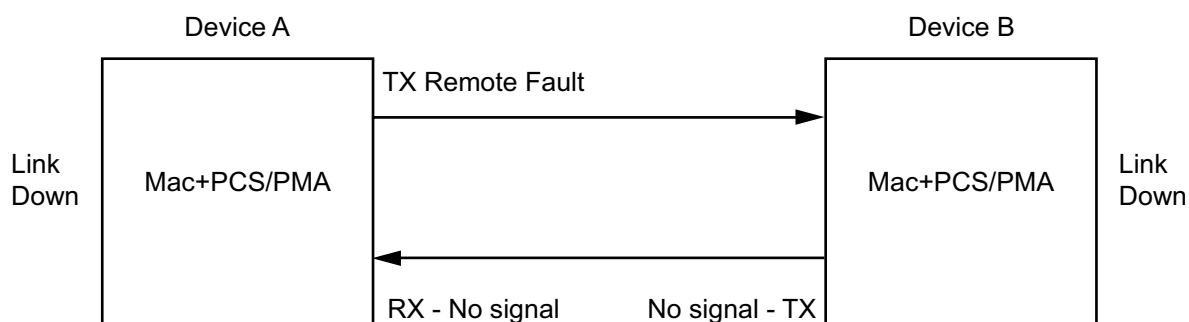 Device A
Device B
TX Remote Fault
Link
Down
Mac+PCS/PMA
Mac+PCS/PMA
Link
Down
RX - No signal
No signal - TX